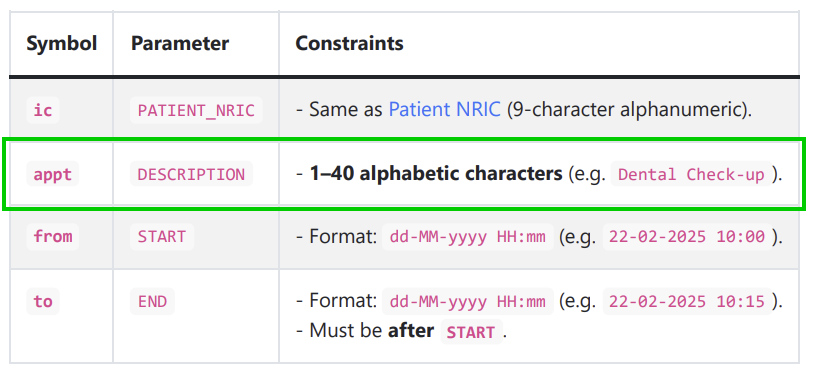 Symbol Parameter Constraints
ic PATIENT_NRIC - Same as Patient NRIC (9-character alphanumeric).
appt DESCRIPTION - 1–40 alphabetic characters (e.g. Dental Check-up ).
from START - Format: dd-MM-yyyy HH:mm (e.g. 22-02-2025 10:00 ).
to END - Format: dd-MM-yyyy HH:mm (e.g. 22-02-2025 10:15 ).
- Must be after START .